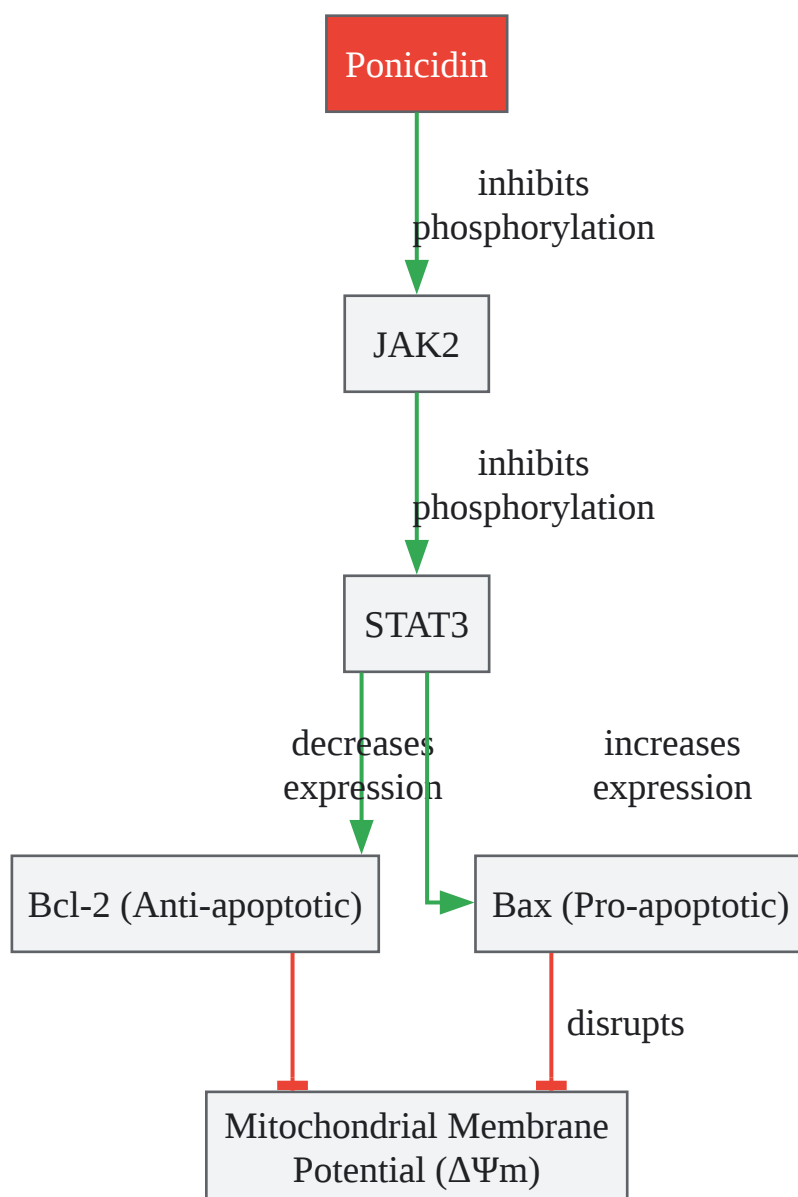 Ponicidin
inhibits
phosphorylation
JAK2
inhibits
phosphorylation
STAT3
decreases
expression
increases
expression
Bcl-2 (Anti-apoptotic)
Bax (Pro-apoptotic)
disrupts
Mitochondrial Membrane
Potential (ΔΨm)